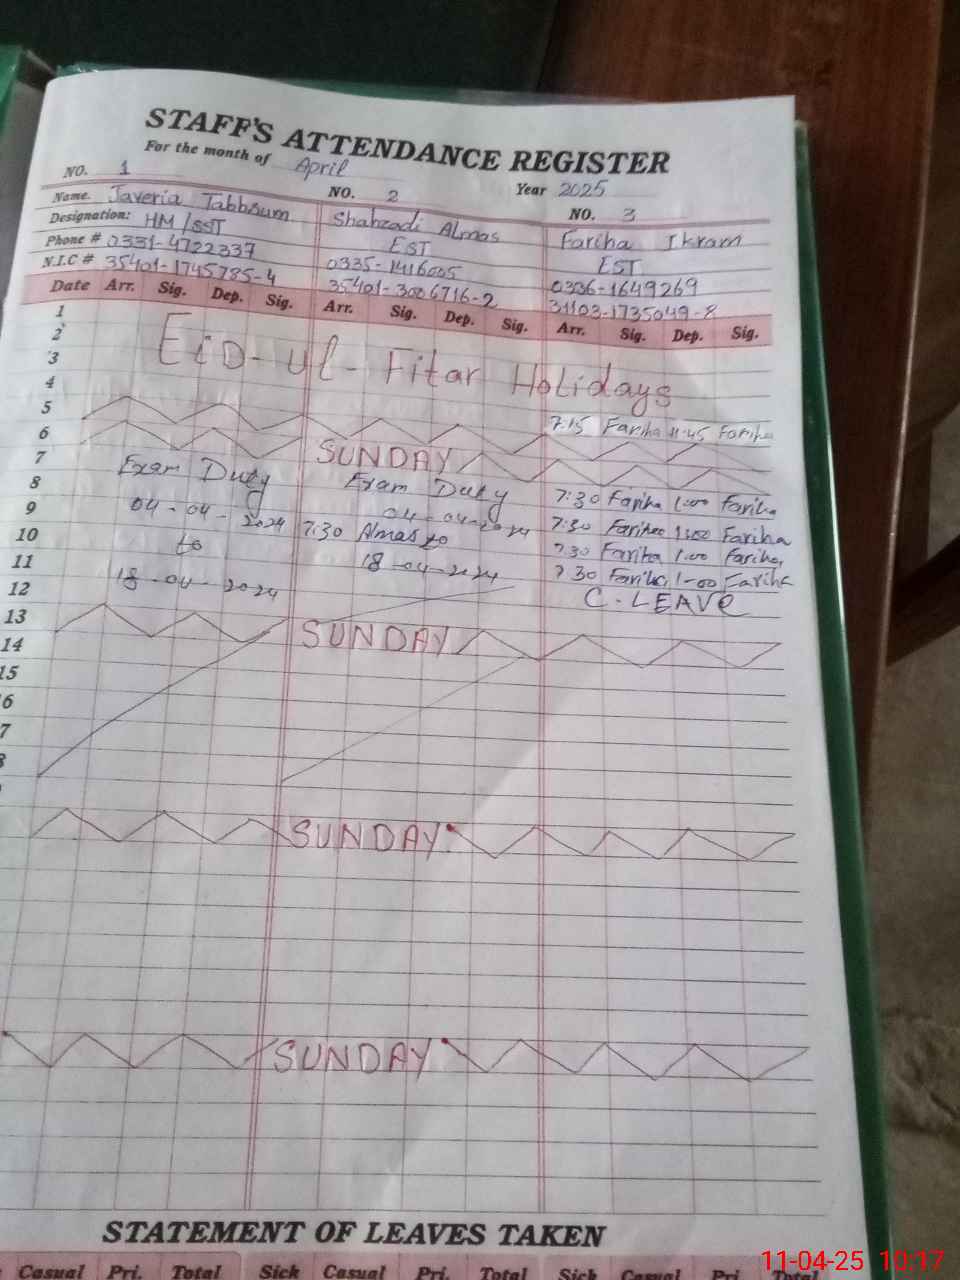 STAFF'S ATTENDANCE REGISTER
For the month of April Year 2025
NO. 1 NO. 2 NO. 3
Name. Javeria Tabbsum Shahzadi Almas Fariha Ikram
Designation: HM/SST EST EST
Phone # 0331-4722337 0335-1416005 0336-1649269
N.I.C # 35401-1745785-4 35401-3006716-2 31103-1735049-8
Date Arr. Sig. Dep. Sig. Arr. Sig. Dep. Sig. Arr. Sig. Dep. Sig.
1
2
3 Eid-ul-Fitar Holidays
4
5 7:15 Fariha 11-45 Fariha
6 SUNDAY
7 Exam Duty Exam Duty 7:30 Fariha 1:00 Fariha
8 04-04-2024 04-04-2024 7:30 Fariha 1:00 Fariha
9 to 7:30 Almas to 7:30 Fariha 1:00 Fariha
10 18-04-2024 18-04-2024 7:30 Fariha 1-00 Fariha
11 C-LEAVE
12
13 SUNDAY
14
15
6
7
8
SUNDAY
SUNDAY
STATEMENT OF LEAVES TAKEN
Casual Pri. Total Sick Casual Pri. Total Sick Casual Pri Total
11-04-25 10:17